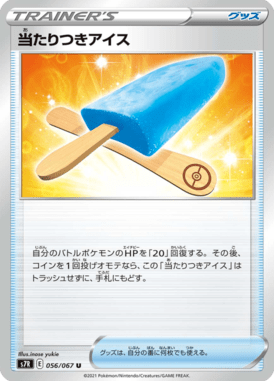 TRAINER'S グッズ
当たりつきアイス
自分のバトルポケモンのHPを「20」回復する。その後、
コインを1回投げオモテなら、この「当たりつきアイス」は
トラッシュせずに、手札にもどす。
Illus.inose yukie
S7R E 056/067 U
グッズは、自分の番に何枚でも使える。
©2021 Pokémon/Nintendo/Creatures/GAME FREAK.